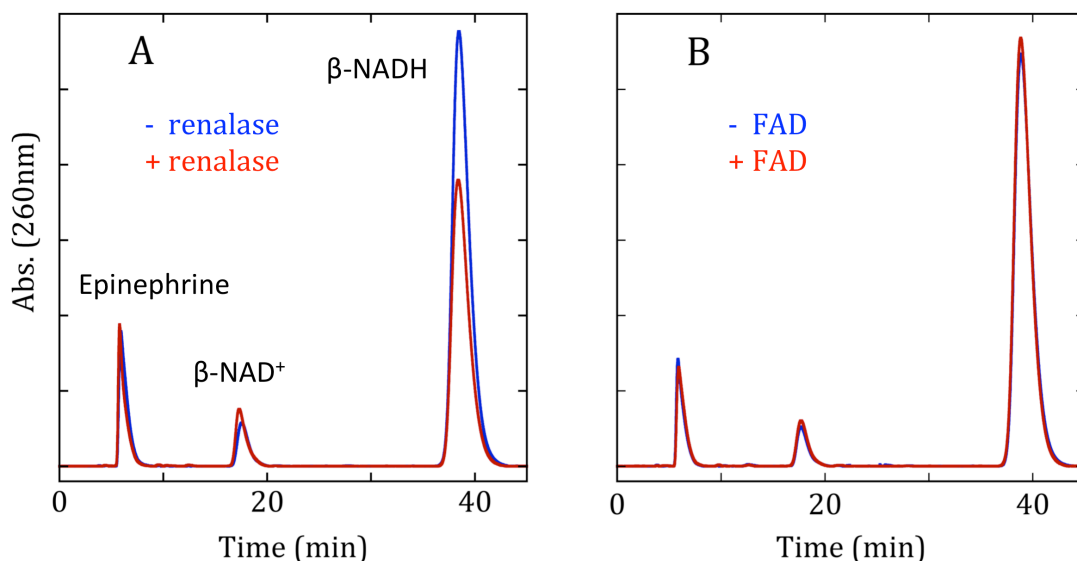 A
β-NADH
- renalase
+ renalase
Epinephrine
β-NAD⁺
Abs. (260nm)
0
20
40
Time (min)
B
- FAD
+ FAD
0
20
40
Time (min)